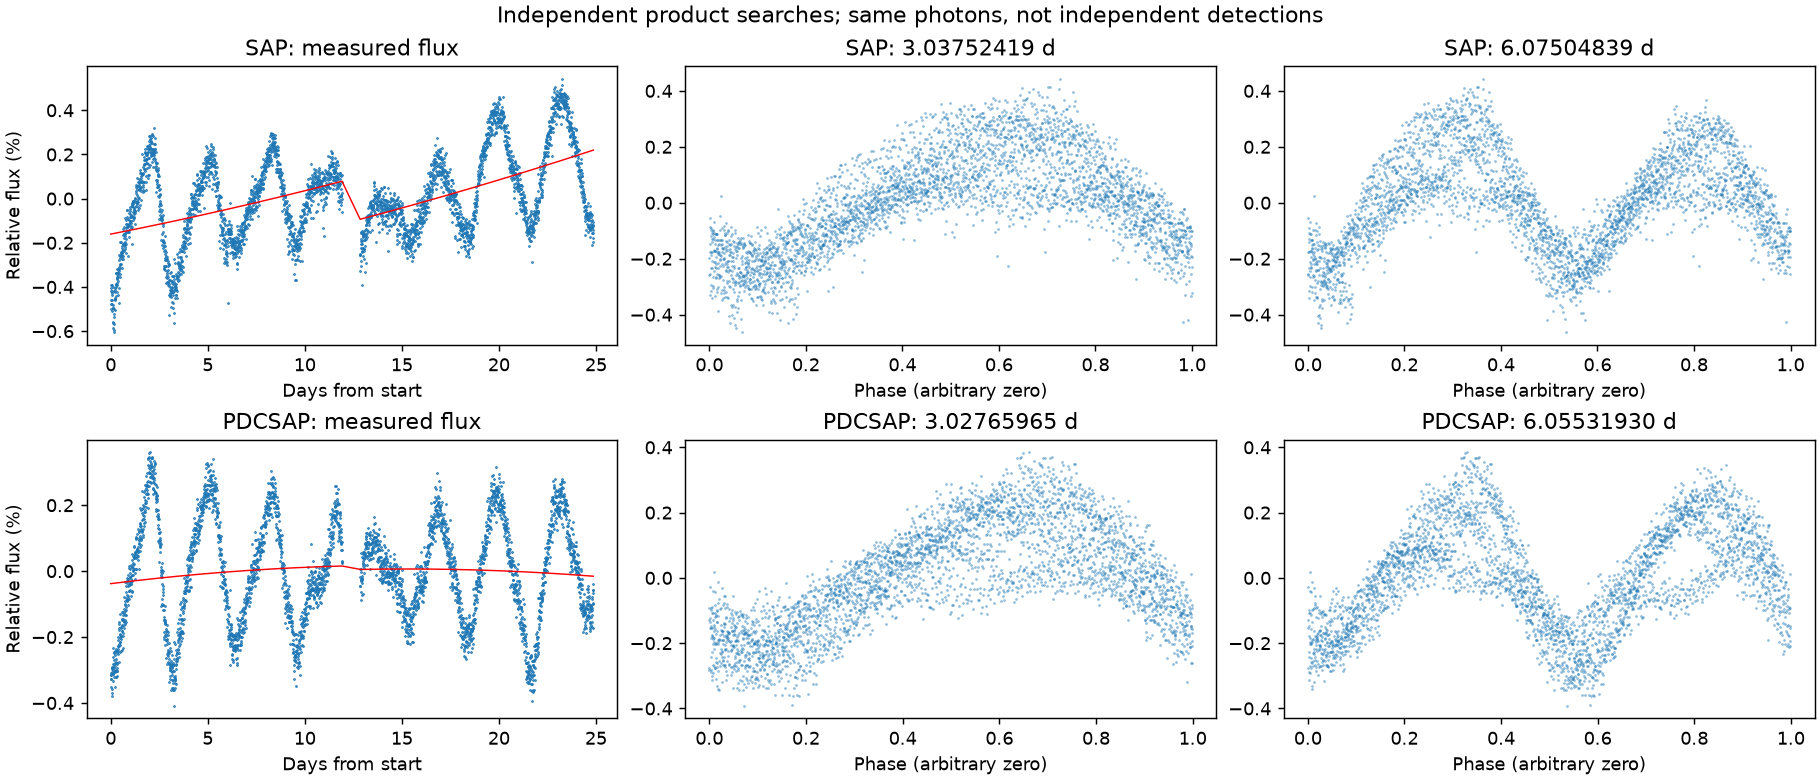 Independent product searches; same photons, not independent detections
SAP: measured flux
SAP: 3.03752419 d
SAP: 6.07504839 d
Relative flux (%)
0.4
0.2
0.0
−0.2
−0.4
−0.6
0 5 10 15 20 25
Days from start
0.4
0.2
0.0
−0.2
−0.4
0.0 0.2 0.4 0.6 0.8 1.0
Phase (arbitrary zero)
0.4
0.2
0.0
−0.2
−0.4
0.0 0.2 0.4 0.6 0.8 1.0
Phase (arbitrary zero)
PDCSAP: measured flux
PDCSAP: 3.02765965 d
PDCSAP: 6.05531930 d
Relative flux (%)
0.2
0.0
−0.2
−0.4
0 5 10 15 20 25
Days from start
0.4
0.2
0.0
−0.2
−0.4
0.0 0.2 0.4 0.6 0.8 1.0
Phase (arbitrary zero)
0.4
0.2
0.0
−0.2
−0.4
0.0 0.2 0.4 0.6 0.8 1.0
Phase (arbitrary zero)